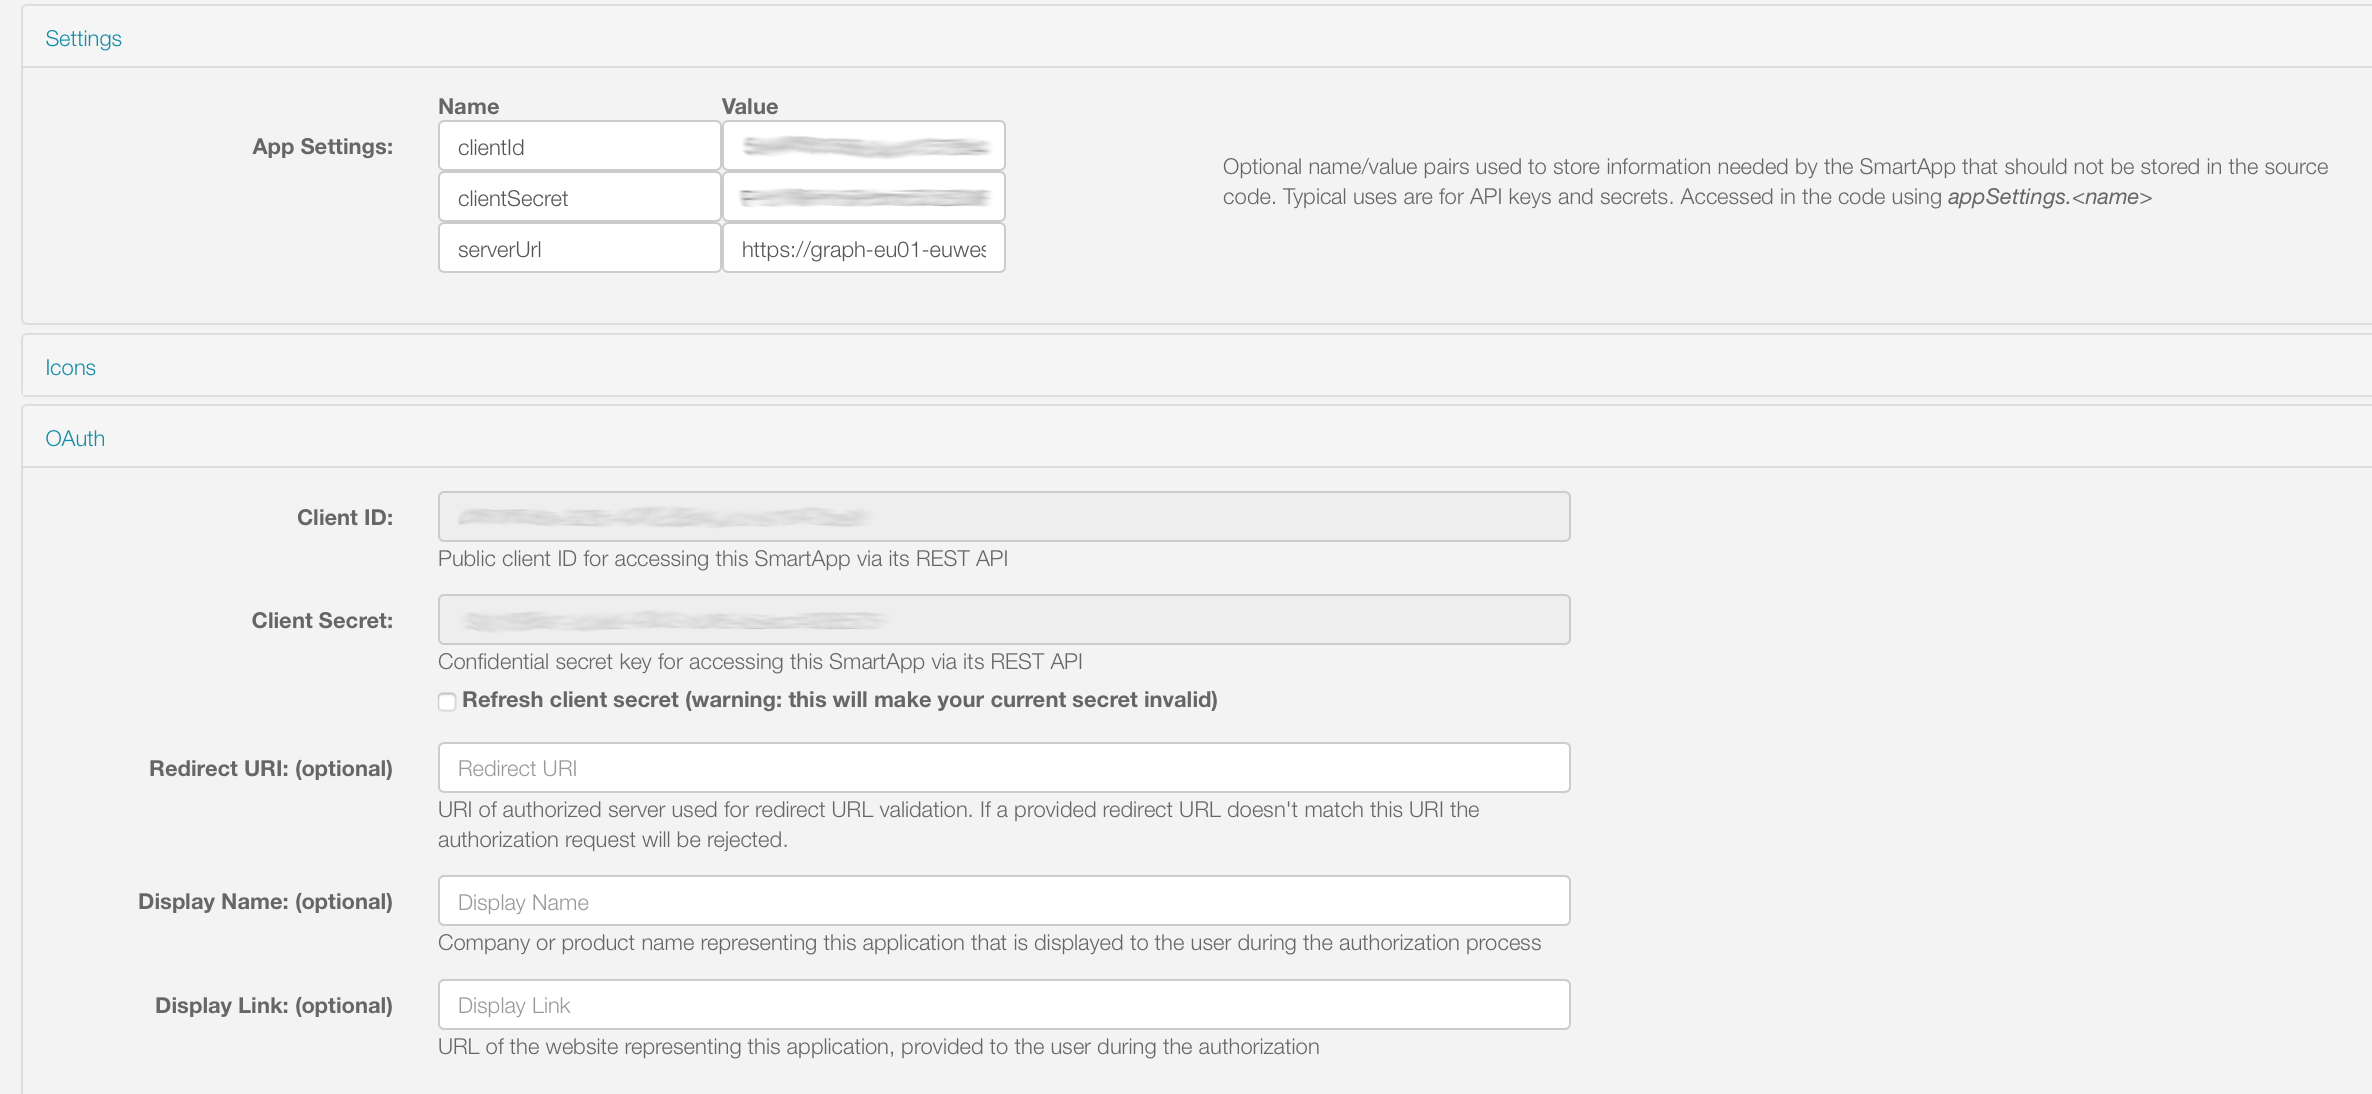 Settings
Name Value
App Settings:
clientId
clientSecret
serverUrl https://graph-eu01-euwes
Optional name/value pairs used to store information needed by the SmartApp that should not be stored in the source
code. Typical uses are for API keys and secrets. Accessed in the code using appSettings.<name>
Icons
OAuth
Client ID:
Public client ID for accessing this SmartApp via its REST API
Client Secret:
Confidential secret key for accessing this SmartApp via its REST API
Refresh client secret (warning: this will make your current secret invalid)
Redirect URI: (optional) Redirect URI
URI of authorized server used for redirect URL validation. If a provided redirect URL doesn't match this URI the
authorization request will be rejected.
Display Name: (optional) Display Name
Company or product name representing this application that is displayed to the user during the authorization process
Display Link: (optional) Display Link
URL of the website representing this application, provided to the user during the authorization